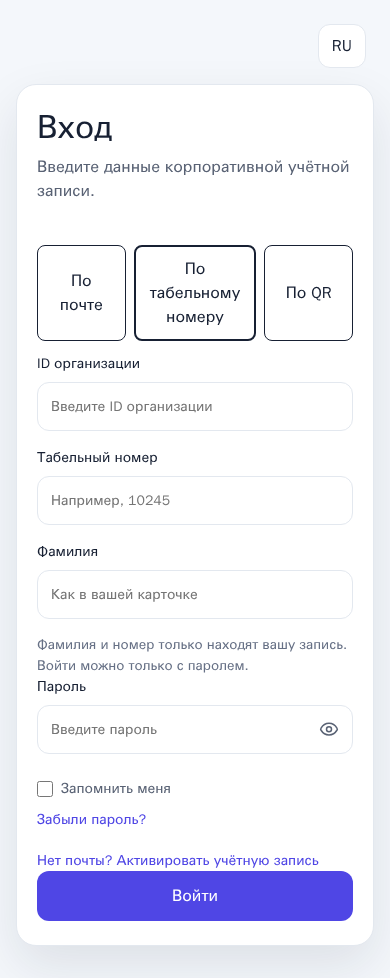 RU
Вход
Введите данные корпоративной учётной
записи.
По
почте
По
табельному
номеру
По QR
ID организации
Введите ID организации
Табельный номер
Например, 10245
Фамилия
Как в вашей карточке
Фамилия и номер только находят вашу запись.
Войти можно только с паролем.
Пароль
Введите пароль
Запомнить меня
Забыли пароль?
Нет почты? Активировать учётную запись
Войти